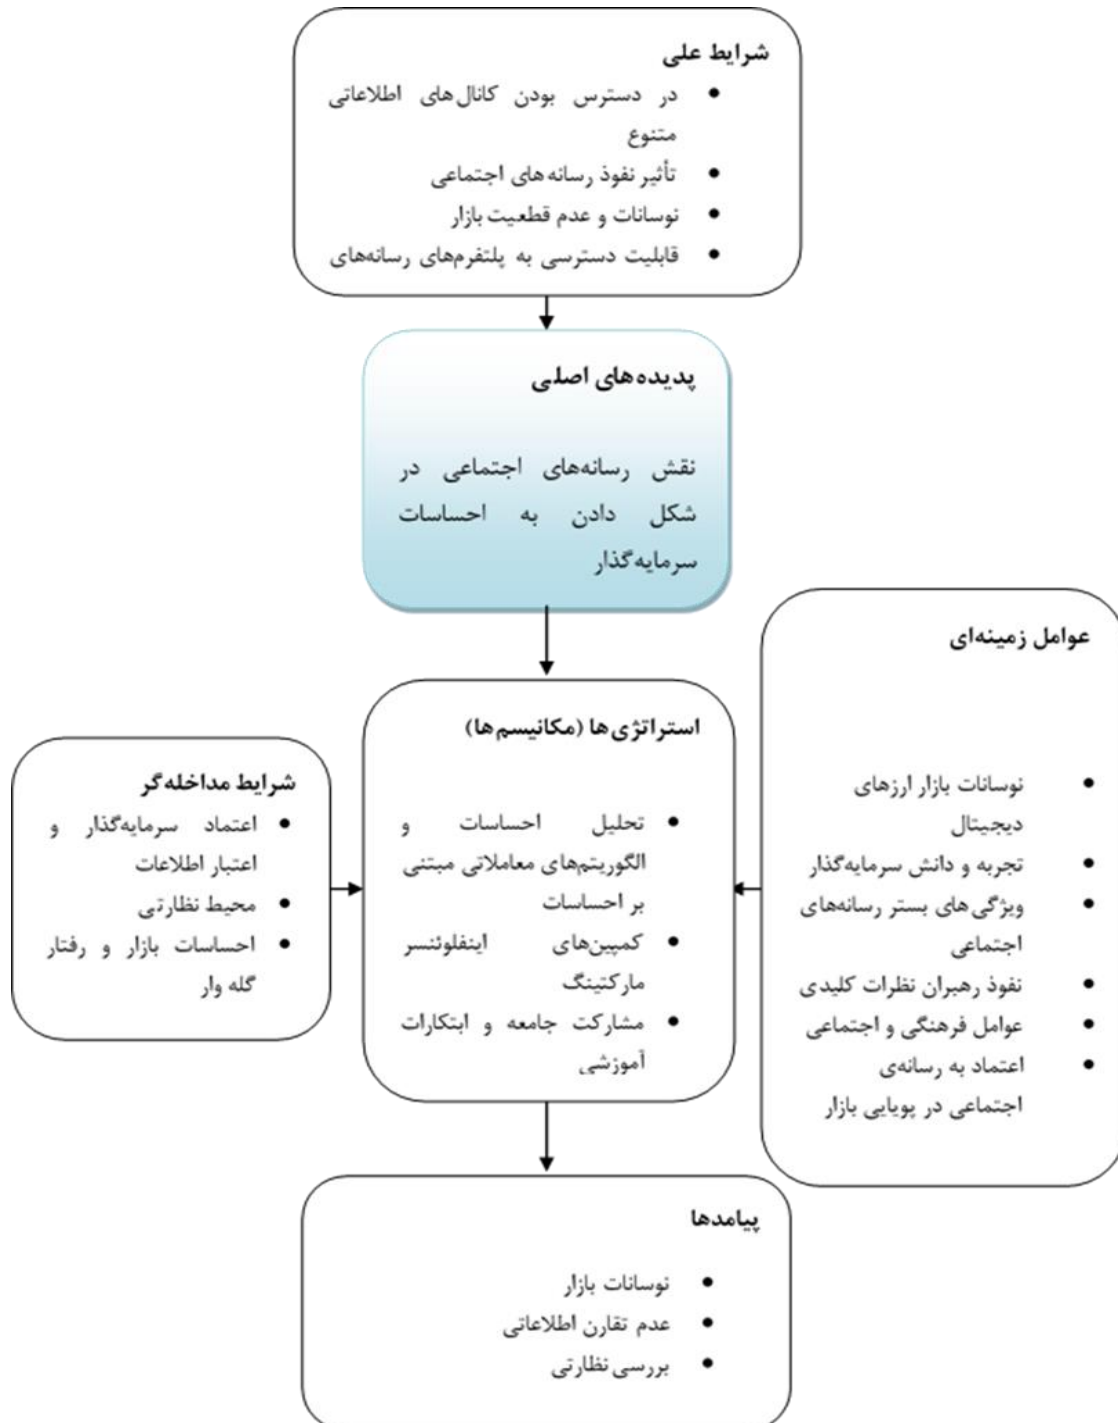 شرایط علی
در دسترس بودن کانال‌های اطلاعاتی
متنوع
تأثیر نفوذ رسانه‌های اجتماعی
نوسانات و عدم قطعیت بازار
قابلیت دسترسی به پلتفرم‌های رسانه‌های
پدیده‌های اصلی
نقش رسانه‌های اجتماعی در
شکل دادن به احساسات
سرمایه‌گذار
عوامل زمینه‌ای
نوسانات بازار ارزهای
دیجیتال
تجربه و دانش سرمایه‌گذار
ویژگی‌های بستر رسانه‌های
اجتماعی
نفوذ رهبران نظرات کلیدی
عوامل فرهنگی و اجتماعی
اعتماد به رسانه‌ی
اجتماعی در پویایی بازار
استراتژی‌ها (مکانیسم‌ها)
تحلیل احساسات و
الگوریتم‌های معاملاتی مبتنی
بر احساسات
کمپین‌های اینفلوئنسر
مارکتینگ
مشارکت جامعه و ابتکارات
آموزشی
شرایط مداخله‌گر
اعتماد سرمایه‌گذار و
اعتبار اطلاعات
محیط نظارتی
احساسات بازار و رفتار
گله وار
پیامدها
نوسانات بازار
عدم تقارن اطلاعاتی
بررسی نظارتی